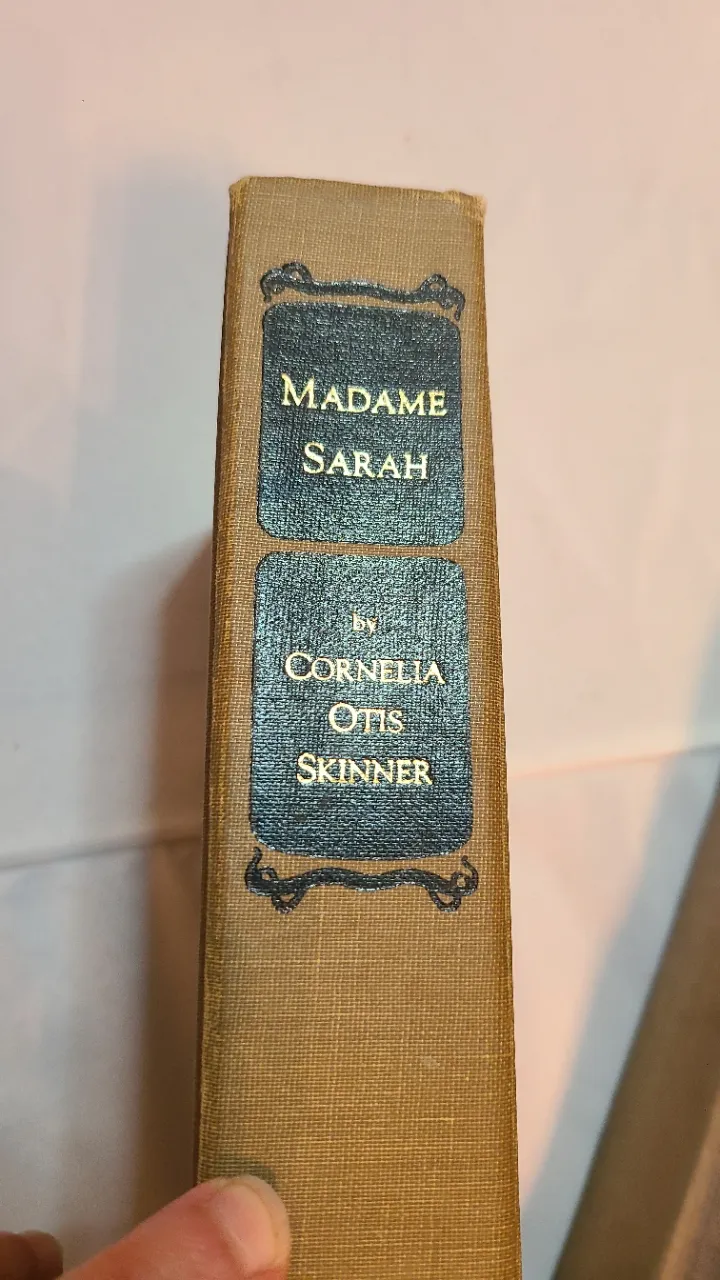 MADAME
SARAH
by
CORNELIA
OTIS
SKINNER